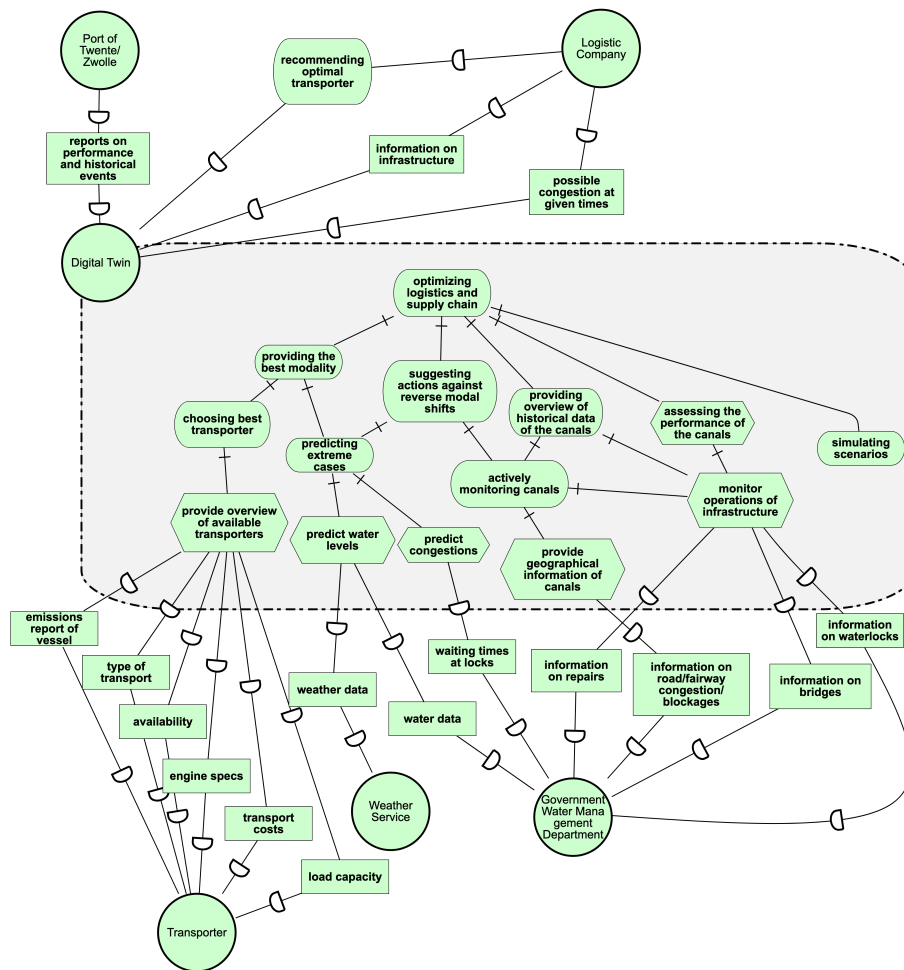 Port of
Twente/
Zwolle
Logistic
Company
recommending
optimal
transporter
reports on
performance
and historical
events
information on
infrastructure
possible
congestion at
given times
Digital Twin
optimizing
logistics and
supply chain
providing the
best modality
suggesting
actions against
reverse modal
shifts
providing
overview of
historical data
of the canals
assessing the
performance of
the canals
simulating
scenarios
choosing best
transporter
predicting
extreme
cases
actively
monitoring canals
monitor
operations of
infrastructure
provide overview
of available
transporters
predict water
levels
predict
congestions
provide
geographical
information of
canals
emissions
report of
vessel
type of
transport
availability
engine specs
transport
costs
load capacity
weather data
water data
waiting times
at locks
information
on repairs
information on
road/fairway
congestion/
blockages
information on
bridges
information
on waterlocks
Weather
Service
Government
Water Mana
gement
Department
Transporter